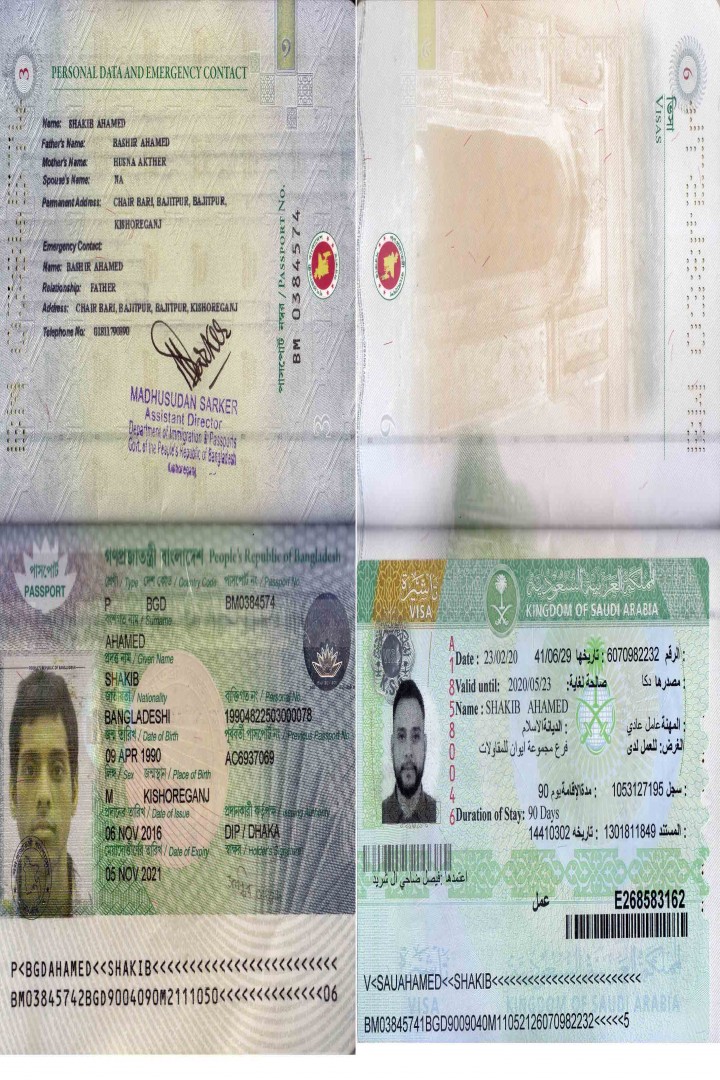 3
PERSONAL DATA AND EMERGENCY CONTACT
Name: SHAKIB AHAMED
Father's Name: BASHIR AHAMED
Mother's Name: HUSNA AKTHER
Spouse's Name: NA
Permanent Address: CHAIR BARI, BAJITPUR, BAJITPUR,
KISHOREGANJ
Emergency Contact:
Name: BASHIR AHAMED
Relationship: FATHER
Address: CHAIR BARI, BAJITPUR, BAJITPUR, KISHOREGANJ
Telephone No: 01811790890
MADHUSUDAN SARKER
Assistant Director
Department of Immigration & Passports
Govt. of the People's Republic of Bangladesh
Kishoreganj
পাসপোর্ট নম্বর / PASSPORT NO.
BM 0384574
পাসপোর্ট
PASSPORT
গণপ্রজাতন্ত্রী বাংলাদেশ People's Republic of Bangladesh
শ্রেণী / Type দেশ কোড / Country Code পাসপোর্ট নং / Passport No.
P BGD BM0384574
বংশগত নাম / Surname
AHAMED
প্রদত্ত নাম / Given Name
SHAKIB
জাতীয়তা / Nationality ব্যক্তিগত নং / Personal No.
BANGLADESHI 19904822503000078
জন্ম তারিখ / Date of Birth পূর্ববর্তী পাসপোর্ট নং / Previous Passport No.
09 APR 1990 AC6937069
লিঙ্গ / Sex জন্মস্থান / Place of Birth
M KISHOREGANJ
প্রদানের তারিখ / Date of Issue প্রদানকারী কর্তৃপক্ষ / Issuing Authority
06 NOV 2016 DIP / DHAKA
মেয়াদোত্তীর্ণের তারিখ / Date of Expiry স্বাক্ষর / Holder's Signature
05 NOV 2021
P<BGDAHAMED<<SHAKIB<<<<<<<<<<<<<<<<<<<<<<<<<
BM03845742BGD9004090M2111050<<<<<<<<<<<<<<06
6
ভিসা
VISAS
تأشيرة
VISA
المملكة العربية السعودية
KINGDOM OF SAUDI ARABIA
A18580046
Date : 23/02/20 41/06/29 الرقم 6070982232 : تاريخها :
Valid until: 2020/05/23 صالحة لغاية: مصدرها دكا :
Name : SHAKIB AHAMED
المهنة عامل عادي : الديانة الاسلام :
الغرض: للعمل لدى فرع مجموعة ايوان للمقاولات
سجل 1053127195 : مدة الاقامة يوم 90 :
Duration of Stay: 90 Days
المستند 1301811849 : تاريخه 14410302 :
اعتمدها فيصل ضاحي ال شريد
عمل E268583162
V<SAUAHAMED<<SHAKIB<<<<<<<<<<<<<<<<<<<<<<<<<
VISA KINGDOM OF SAUDI ARABIA
BM03845741BGD9009040M11052126070982232<<<<<5